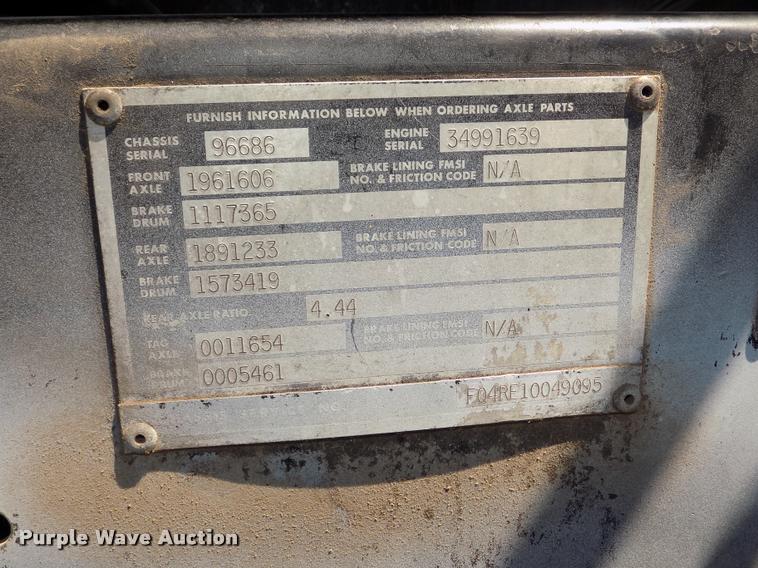 FURNISH INFORMATION BELOW WHEN ORDERING AXLE PARTS
CHASSIS SERIAL 96686 ENGINE SERIAL 34991639
FRONT AXLE 1961606 BRAKE LINING FMSI NO. & FRICTION CODE N/A
BRAKE DRUM 1117365
REAR AXLE 1891233 BRAKE LINING FMSI NO. & FRICTION CODE N/A
BRAKE DRUM 1573419
REAR AXLE RATIO 4.44
TAG AXLE 0011654 BRAKE LINING FMSI NO. & FRICTION CODE N/A
BRAKE DRUM 0005461
F04RE10049095
Purple Wave Auction